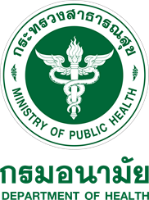 กระทรวงสาธารณสุข
MINISTRY OF PUBLIC HEALTH
กรมอนามัย
DEPARTMENT OF HEALTH